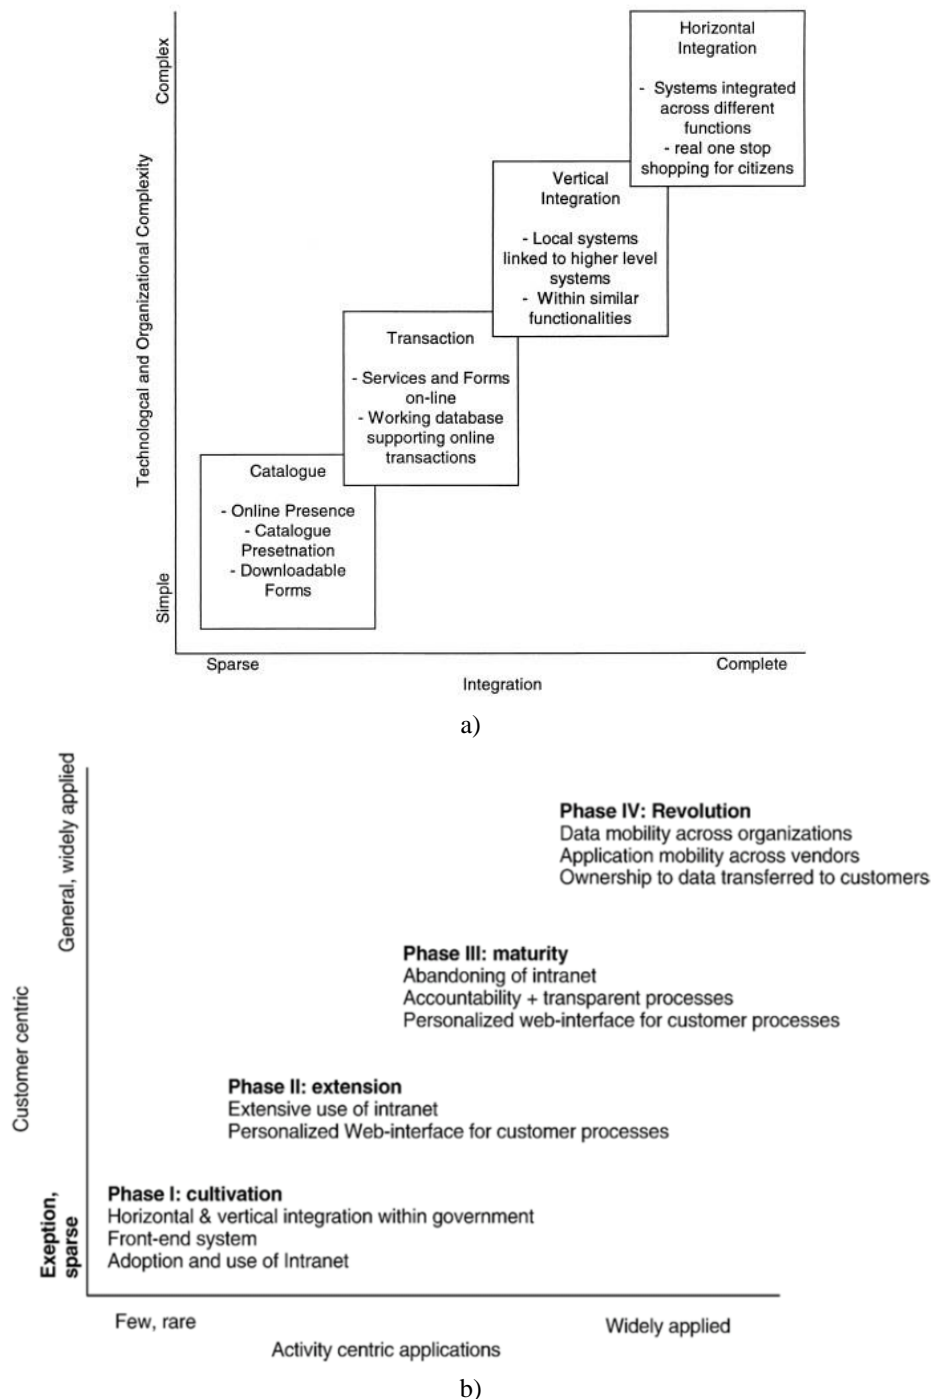 Complex
Technologcal and Organizational Complexity
Simple
Horizontal
Integration
- Systems integrated
across different
functions
- real one stop
shopping for citizens
Vertical
Integration
- Local systems
linked to higher level
systems
- Within similar
functionalities
Transaction
- Services and Forms
on-line
- Working database
supporting online
transactions
Catalogue
- Online Presence
- Catalogue
Presetnation
- Downloadable
Forms
Sparse
Complete
Integration
a)
General, widely applied
Customer centric
Exeption,
sparse
Phase IV: Revolution
Data mobility across organizations
Application mobility across vendors
Ownership to data transferred to customers
Phase III: maturity
Abandoning of intranet
Accountability + transparent processes
Personalized web-interface for customer processes
Phase II: extension
Extensive use of intranet
Personalized Web-interface for customer processes
Phase I: cultivation
Horizontal & vertical integration within government
Front-end system
Adoption and use of Intranet
Few, rare
Widely applied
Activity centric applications
b)